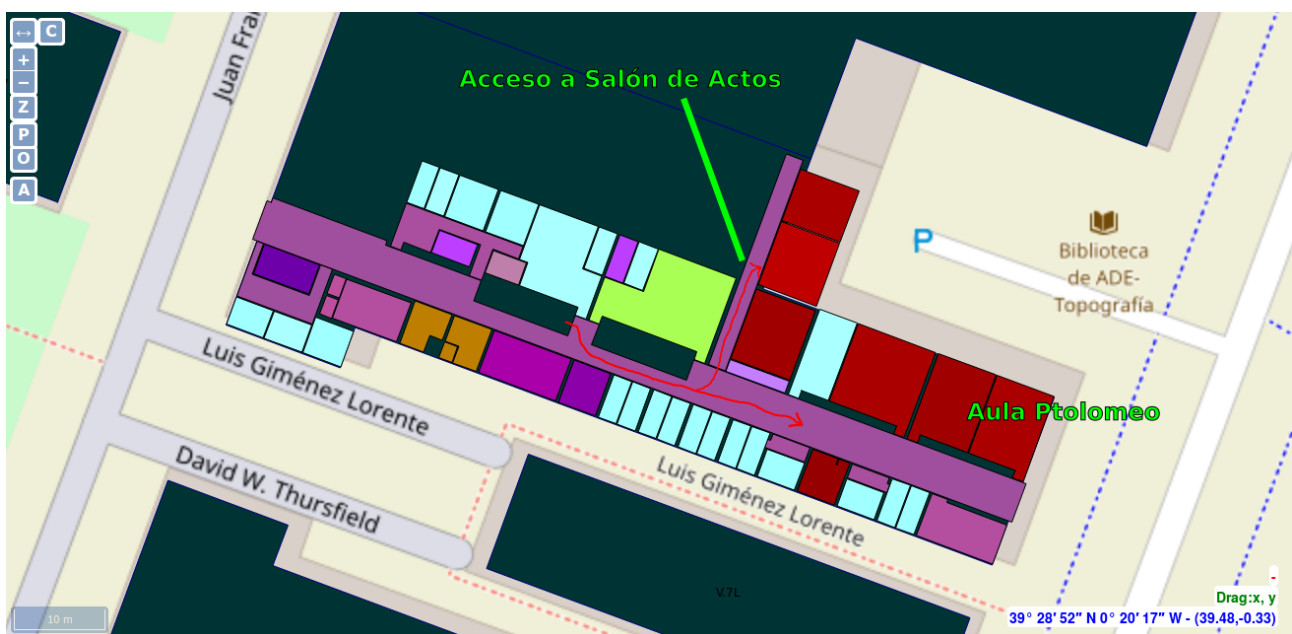 ↔ C
+
−
Z
P
O
A
Juan Fran
Acceso a Salón de Actos
P
Biblioteca
de ADE-
Topografía
Luis Giménez Lorente
Aula Ptolomeo
David W. Thursfield
Luis Giménez Lorente
V.7L
10 m
-
Drag:x, y
39° 28′ 52″ N 0° 20′ 17″ W - (39.48,-0.33)